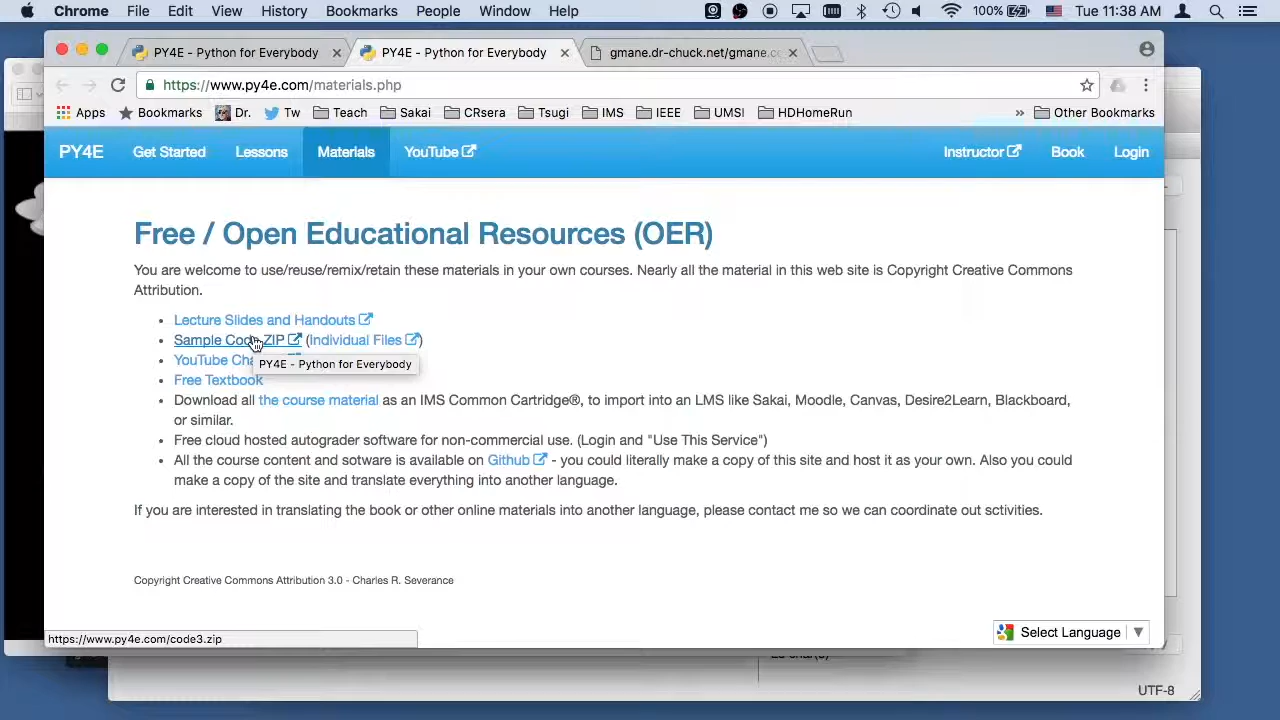 Chrome File Edit View History Bookmarks People Window Help 100% Tue 11:38 AM
PY4E - Python for Everybody × PY4E - Python for Everybody × gmane.dr-chuck.net/gmane.co ×
https://www.py4e.com/materials.php
Apps Bookmarks Dr. Tw Teach Sakai CRsera Tsugi IMS IEEE UMSI HDHomeRun » Other Bookmarks
PY4E Get Started Lessons Materials YouTube Instructor Book Login
Free / Open Educational Resources (OER)
You are welcome to use/reuse/remix/retain these materials in your own courses. Nearly all the material in this web site is Copyright Creative Commons
Attribution.
• Lecture Slides and Handouts
• Sample Code ZIP (Individual Files)
• YouTube
PY4E - Python for Everybody
• Free Textbook
• Download all the course material as an IMS Common Cartridge®, to import into an LMS like Sakai, Moodle, Canvas, Desire2Learn, Blackboard,
or similar.
• Free cloud hosted autograder software for non-commercial use. (Login and "Use This Service")
• All the course content and sotware is available on Github - you could literally make a copy of this site and host it as your own. Also you could
make a copy of the site and translate everything into another language.
If you are interested in translating the book or other online materials into another language, please contact me so we can coordinate out sctivities.
Copyright Creative Commons Attribution 3.0 - Charles R. Severance
Select Language ▼
https://www.py4e.com/code3.zip
UTF-8